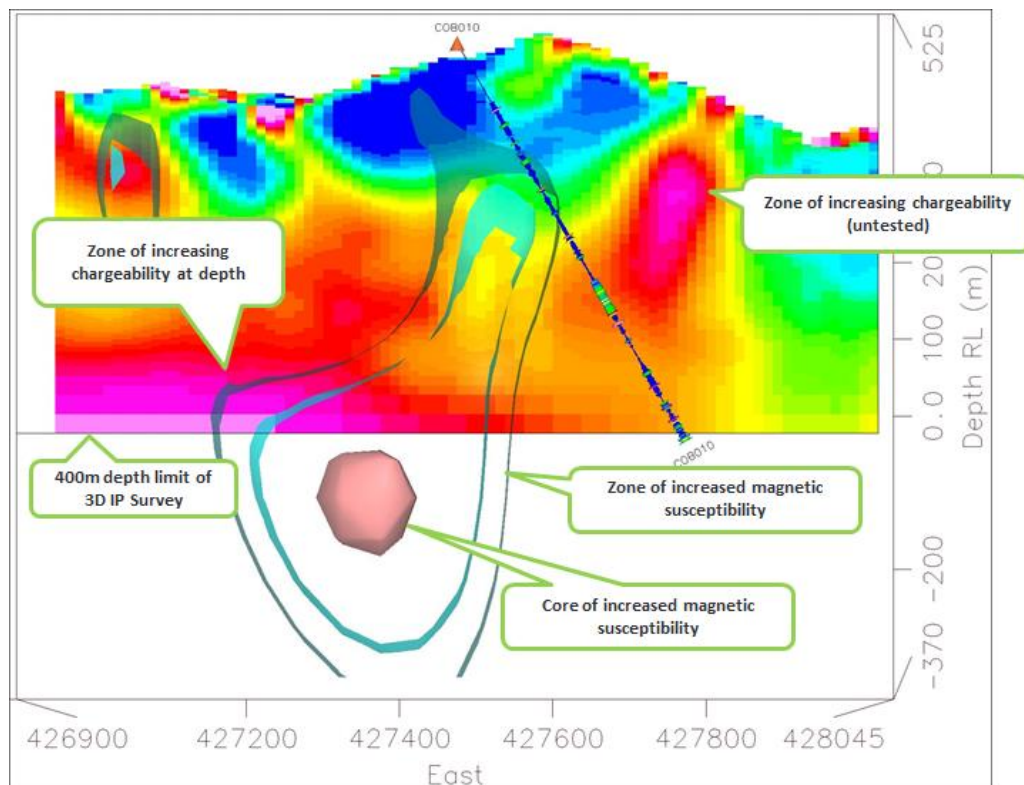 COB010
525
Zone of increasing chargeability
(untested)
Zone of increasing
chargeability at depth
100
0.0
Depth RL (m)
COB010
400m depth limit of
3D IP Survey
Zone of increased magnetic
susceptibility
-200
Core of increased magnetic
susceptibility
-370
426900
427200
427400
427600
427800
428045
East